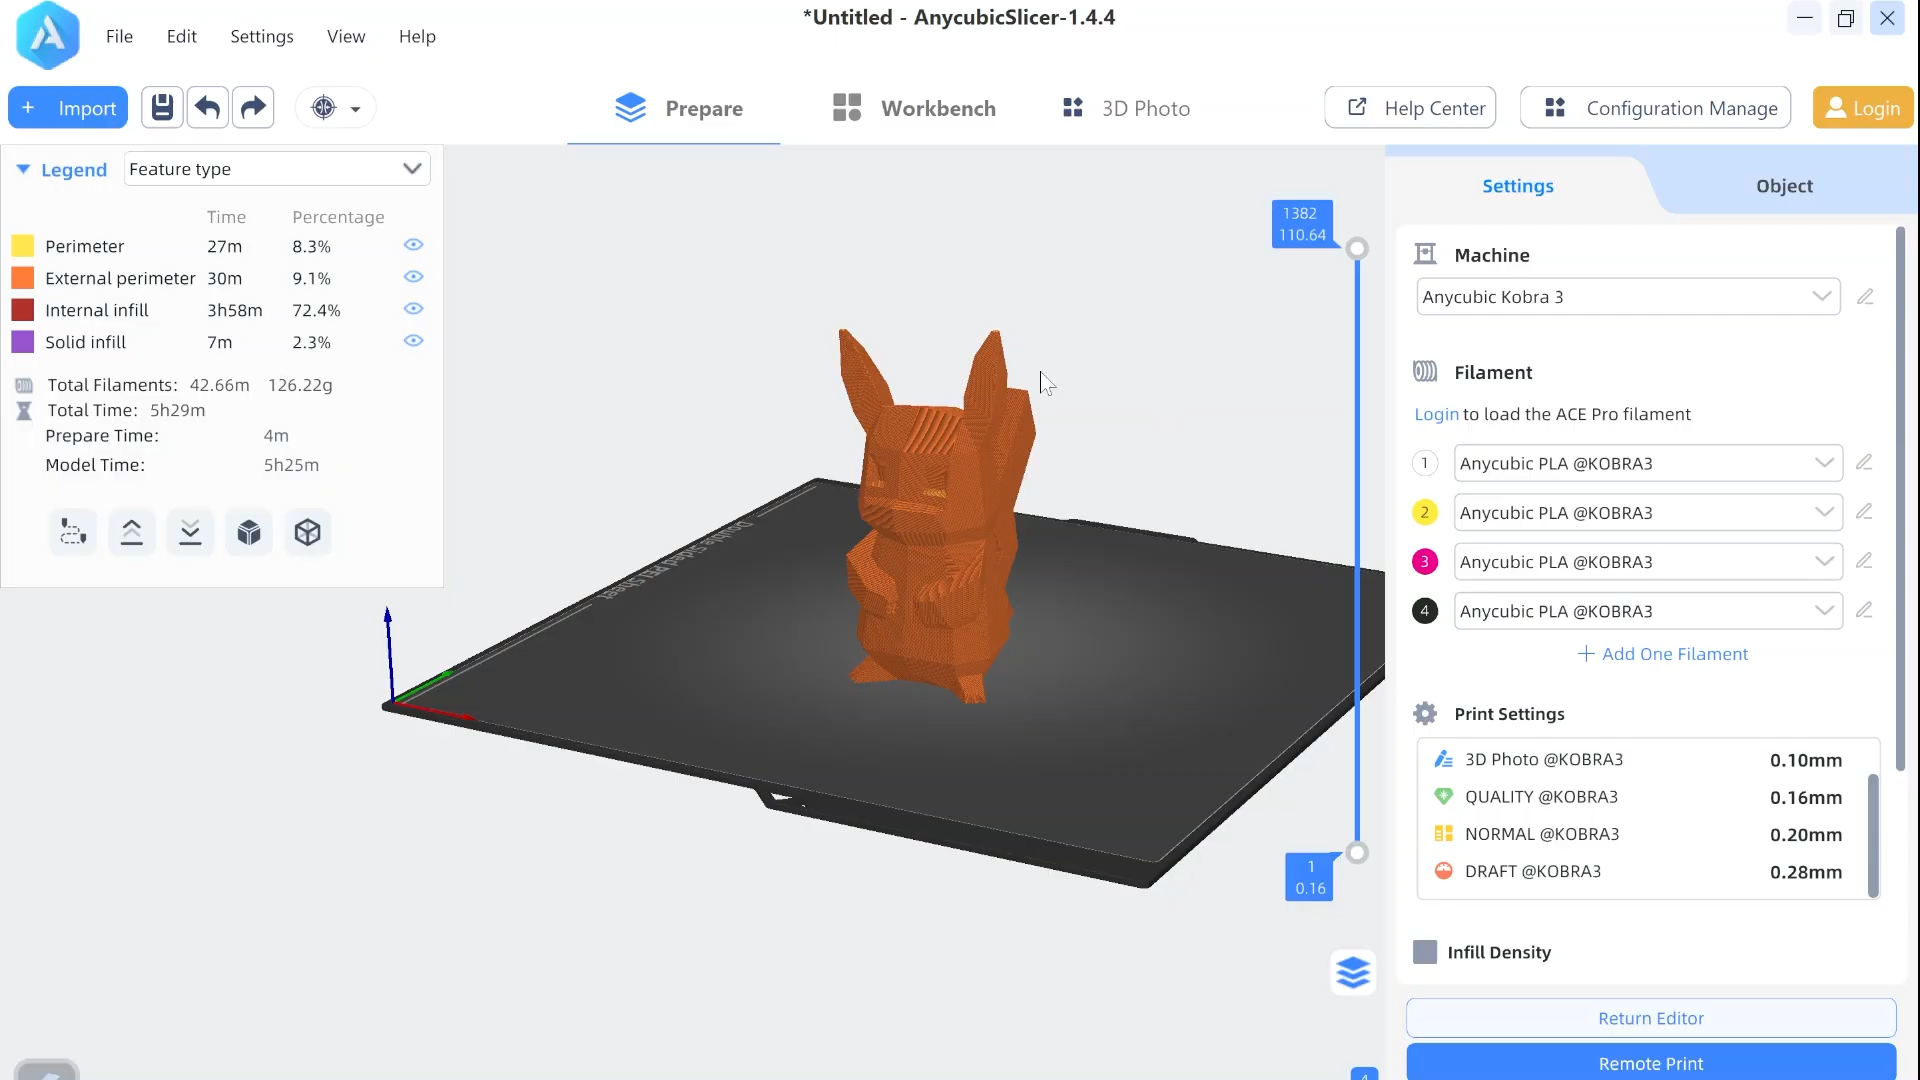 *Untitled - AnycubicSlicer-1.4.4
File Edit Settings View Help
+ Import
Prepare
Workbench
3D Photo
Help Center
Configuration Manage
Login
Legend
Feature type
Time Percentage
Perimeter 27m 8.3%
External perimeter 30m 9.1%
Internal infill 3h58m 72.4%
Solid infill 7m 2.3%
Total Filaments: 42.66m 126.22g
Total Time: 5h29m
Prepare Time: 4m
Model Time: 5h25m
Double Sided PEI Sheet
1382
110.64
1
0.16
4
Settings
Object
Machine
Anycubic Kobra 3
Filament
Login to load the ACE Pro filament
1 Anycubic PLA @KOBRA3
2 Anycubic PLA @KOBRA3
3 Anycubic PLA @KOBRA3
4 Anycubic PLA @KOBRA3
+ Add One Filament
Print Settings
3D Photo @KOBRA3 0.10mm
QUALITY @KOBRA3 0.16mm
NORMAL @KOBRA3 0.20mm
DRAFT @KOBRA3 0.28mm
Infill Density
Return Editor
Remote Print